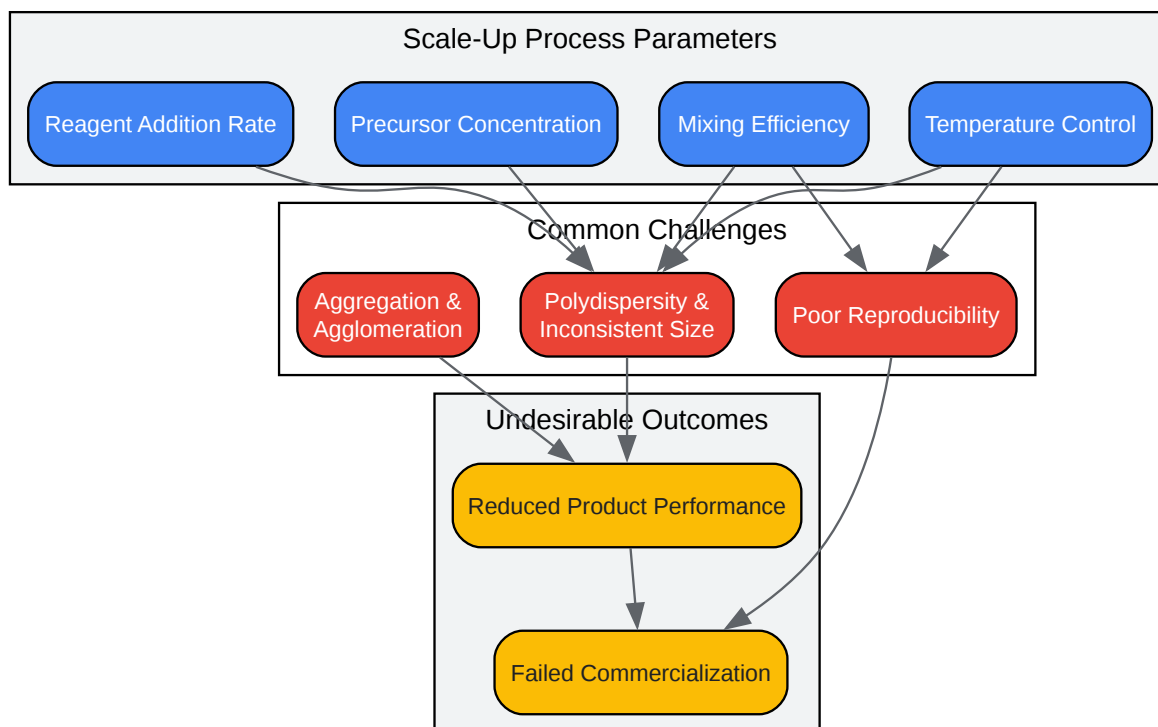 Scale-Up Process Parameters
Reagent Addition Rate
Precursor Concentration
Mixing Efficiency
Temperature Control
Common Challenges
Aggregation &
Agglomeration
Polydispersity &
Inconsistent Size
Poor Reproducibility
Undesirable Outcomes
Reduced Product Performance
Failed Commercialization